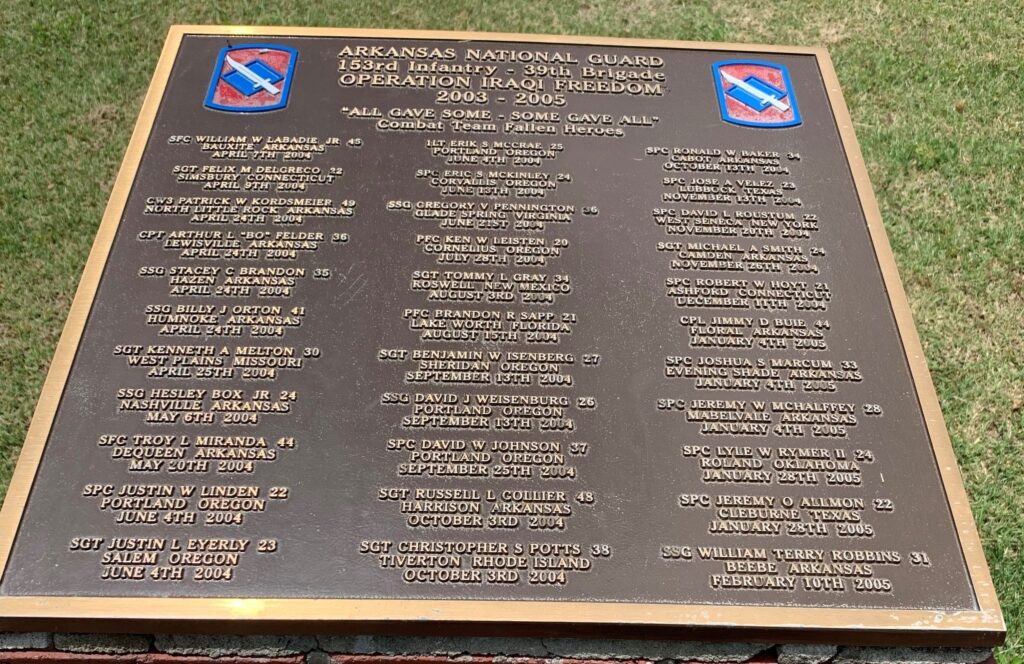 ARKANSAS NATIONAL GUARD
153rd Infantry - 39th Brigade
OPERATION IRAQI FREEDOM
2003 - 2005
"ALL GAVE SOME - SOME GAVE ALL"
Combat Team Fallen Heroes
SFC WILLIAM W LABADIE JR 45
BAUXITE ARKANSAS
APRIL 7TH 2004
SGT FELIX M DELGRECO 22
SIMSBURY CONNECTICUT
APRIL 9TH 2004
CW3 PATRICK W KORDSMEIER 49
NORTH LITTLE ROCK ARKANSAS
APRIL 24TH 2004
CPT ARTHUR L "BO" FELDER 36
LEWISVILLE ARKANSAS
APRIL 24TH 2004
SSG STACEY C BRANDON 35
HAZEN ARKANSAS
APRIL 24TH 2004
SSG BILLY J ORTON 41
HUMNOKE ARKANSAS
APRIL 24TH 2004
SGT KENNETH A MELTON 30
WEST PLAINS MISSOURI
APRIL 25TH 2004
SSG HESLEY BOX JR 24
NASHVILLE ARKANSAS
MAY 6TH 2004
SFC TROY L MIRANDA 44
DEQUEEN ARKANSAS
MAY 20TH 2004
SPC JUSTIN W LINDEN 22
PORTLAND OREGON
JUNE 4TH 2004
SGT JUSTIN L EYERLY 23
SALEM OREGON
JUNE 4TH 2004
1LT ERIK S MCCRAE 25
PORTLAND OREGON
JUNE 4TH 2004
SPC ERIC S MCKINLEY 24
CORVALLIS OREGON
JUNE 13TH 2004
SSG GREGORY V PENNINGTON 36
GLADE SPRING VIRGINIA
JUNE 21ST 2004
PFC KEN W LEISTEN 20
CORNELIUS OREGON
JULY 28TH 2004
SGT TOMMY L GRAY 34
ROSWELL NEW MEXICO
AUGUST 3RD 2004
PFC BRANDON R SAPP 21
LAKE WORTH FLORIDA
AUGUST 15TH 2004
SGT BENJAMIN W ISENBERG 27
SHERIDAN OREGON
SEPTEMBER 13TH 2004
SSG DAVID J WEISENBURG 26
PORTLAND OREGON
SEPTEMBER 13TH 2004
SPC DAVID W JOHNSON 37
PORTLAND OREGON
SEPTEMBER 25TH 2004
SGT RUSSELL L COLLIER 48
HARRISON ARKANSAS
OCTOBER 3RD 2004
SGT CHRISTOPHER S POTTS 38
TIVERTON RHODE ISLAND
OCTOBER 3RD 2004
SPC RONALD W BAKER 34
CABOT ARKANSAS
OCTOBER 13TH 2004
SPC JOSE A VELEZ 23
LUBBOCK TEXAS
NOVEMBER 13TH 2004
SPC DAVID L ROUSTUM 22
WEST SENECA NEW YORK
NOVEMBER 20TH 2004
SGT MICHAEL A SMITH 24
CAMDEN ARKANSAS
NOVEMBER 26TH 2004
SPC ROBERT W HOYT 21
ASHFORD CONNECTICUT
DECEMBER 11TH 2004
CPL JIMMY D BUIE 44
FLORAL ARKANSAS
JANUARY 4TH 2005
SPC JOSHUA S MARCUM 33
EVENING SHADE ARKANSAS
JANUARY 4TH 2005
SPC JEREMY W MCHALFFEY 28
MABELVALE ARKANSAS
JANUARY 4TH 2005
SPC LYLE W RYMER II 24
ROLAND OKLAHOMA
JANUARY 28TH 2005
SPC JEREMY O ALLMON 22
CLEBURNE TEXAS
JANUARY 28TH 2005
SSG WILLIAM TERRY ROBBINS 31
BEEBE ARKANSAS
FEBRUARY 10TH 2005